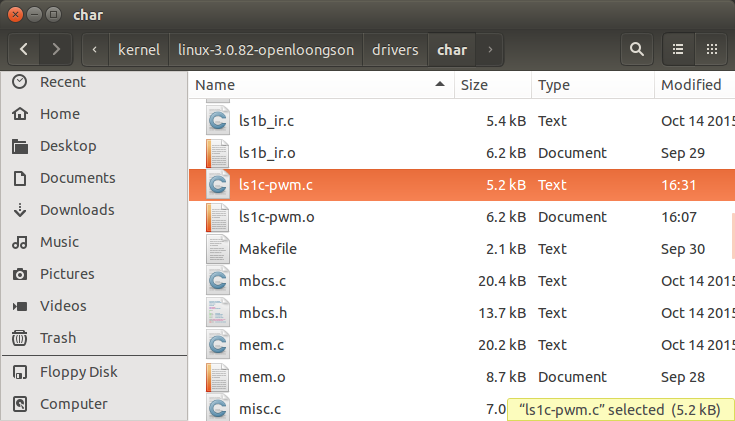 char
kernel linux-3.0.82-openloongson drivers char
Recent
Home
Desktop
Documents
Downloads
Music
Pictures
Videos
Trash
Floppy Disk
Computer
Name Size Type Modified
ls1b_ir.c 5.4 kB Text Oct 14 2015
ls1b_ir.o 6.2 kB Document Sep 29
ls1c-pwm.c 5.2 kB Text 16:31
ls1c-pwm.o 6.2 kB Document 16:07
Makefile 2.1 kB Text Sep 30
mbcs.c 20.4 kB Text Oct 14 2015
mbcs.h 13.7 kB Text Oct 14 2015
mem.c 20.2 kB Text Oct 14 2015
mem.o 8.7 kB Document Sep 28
misc.c 7.0
“ls1c-pwm.c” selected (5.2 kB)